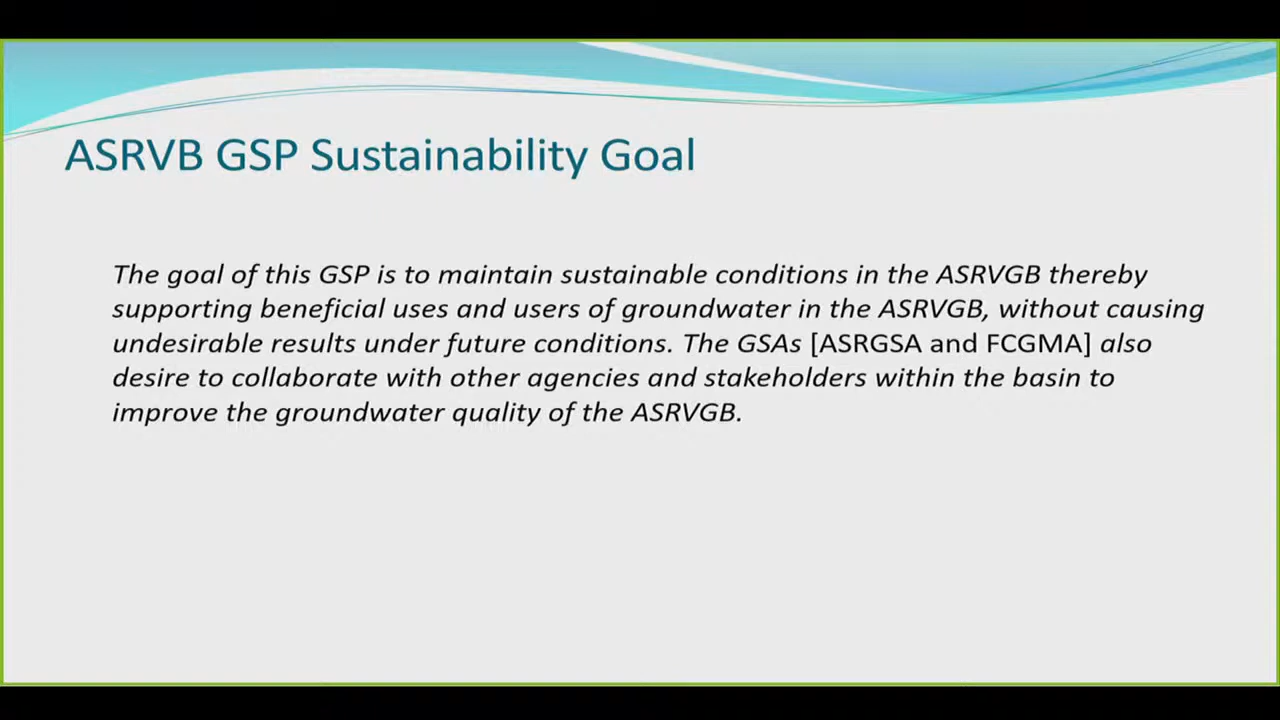 ASRVB GSP Sustainability Goal
The goal of this GSP is to maintain sustainable conditions in the ASRVGB thereby
supporting beneficial uses and users of groundwater in the ASRVGB, without causing
undesirable results under future conditions. The GSAs [ASRGSA and FCGMA] also
desire to collaborate with other agencies and stakeholders within the basin to
improve the groundwater quality of the ASRVGB.